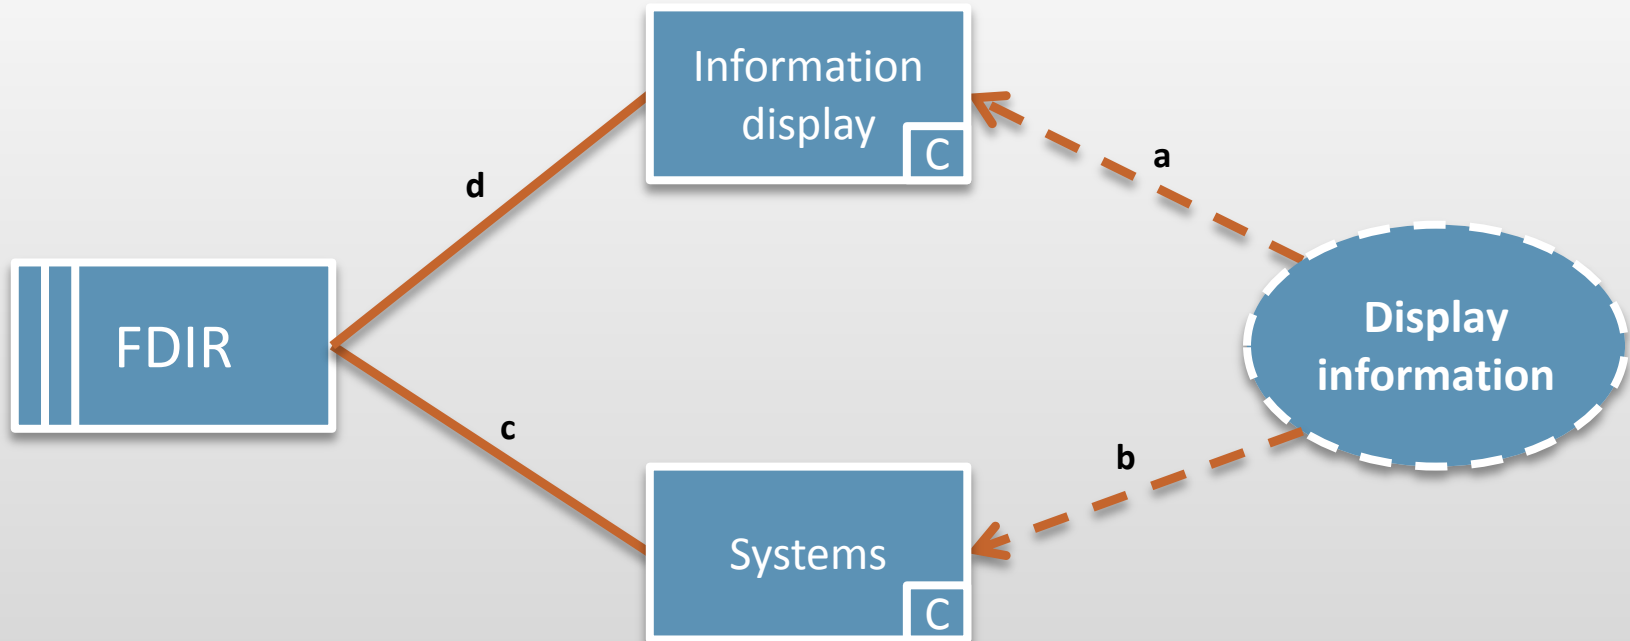 Information
display
C
a
d
FDIR
Display
information
c
b
Systems
C